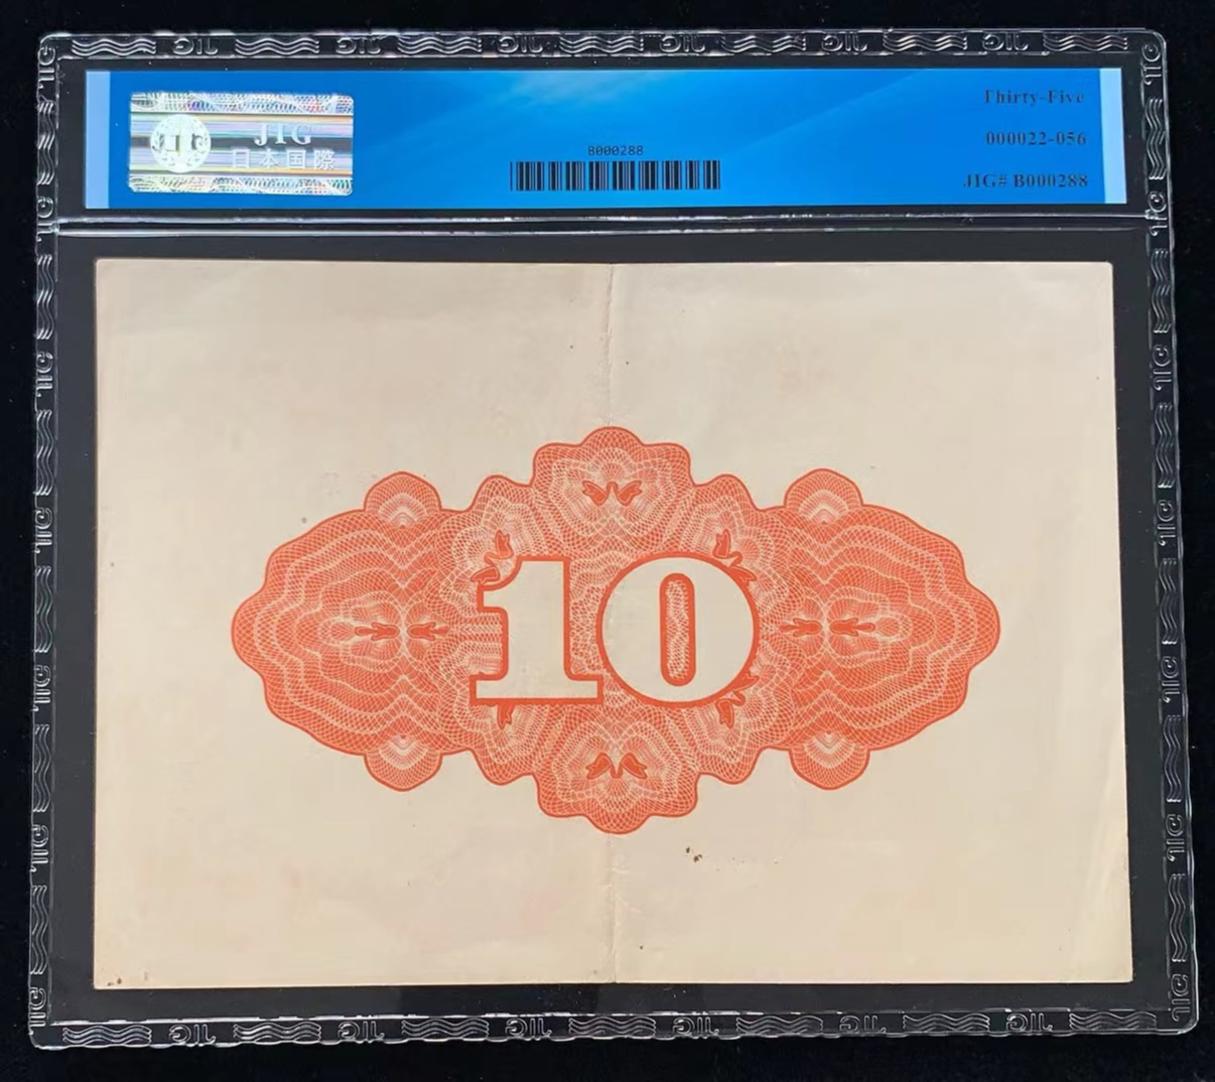 JIG
日本国際
B000288
Thirty-Five
000022-056
JIG# B000288
10